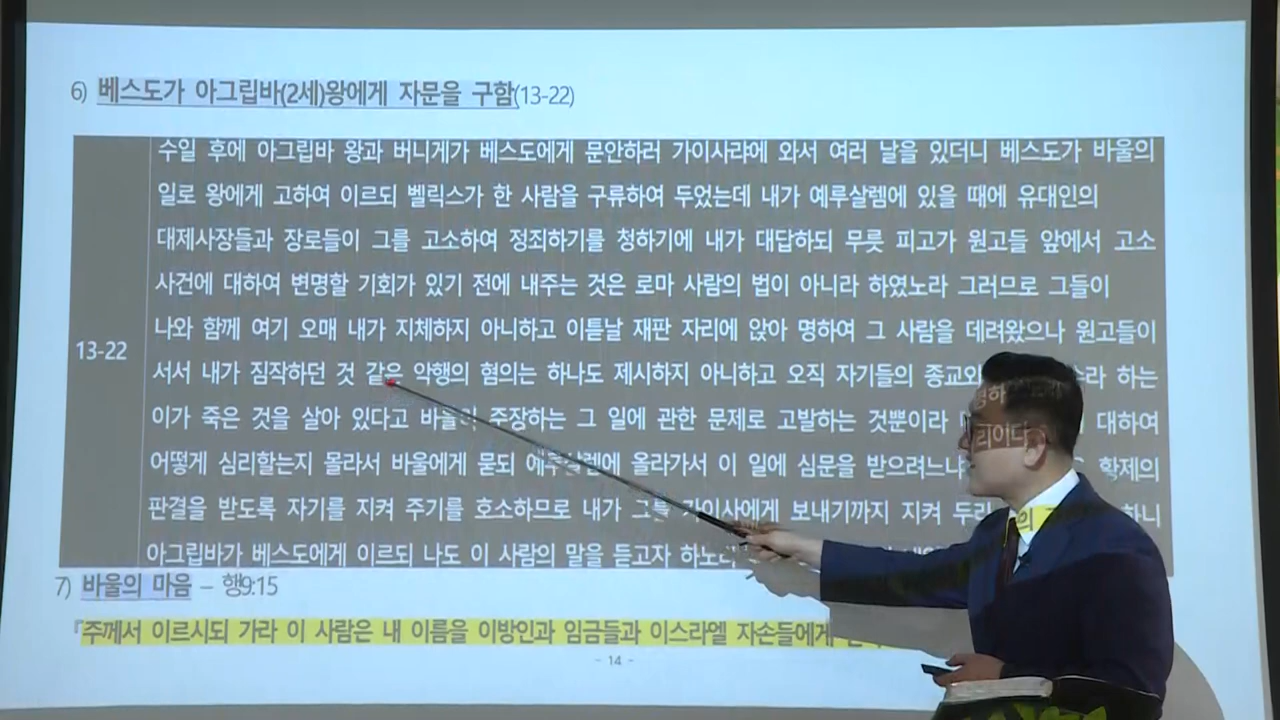 6) 베스도가 아그립바(2세)왕에게 자문을 구함(13-22)
수일 후에 아그립바 왕과 버니게가 베스도에게 문안하러 가이사랴에 와서 여러 날을 있더니 베스도가 바울의
일로 왕에게 고하여 이르되 벨릭스가 한 사람을 구류하여 두었는데 내가 예루살렘에 있을 때에 유대인의
대제사장들과 장로들이 그를 고소하여 정죄하기를 청하기에 내가 대답하되 무릇 피고가 원고들 앞에서 고소
사건에 대하여 변명할 기회가 있기 전에 내주는 것은 로마 사람의 법이 아니라 하였노라 그러므로 그들이
나와 함께 여기 오매 내가 지체하지 아니하고 이튿날 재판 자리에 앉아 명하여 그 사람을 데려왔으나 원고들이
13-22
서서 내가 짐작하던 것 같은 악행의 혐의는 하나도 제시하지 아니하고 오직 자기들의 종교와 하는
이가 죽은 것을 살아 있다고 바울이 주장하는 그 일에 관한 문제로 고발하는 것뿐이라 대하여
어떻게 심리할는지 몰라서 바울에게 묻되 예루살렘에 올라가서 이 일에 심문을 받으려느냐 황제의
판결을 받도록 자기를 지켜 주기를 호소하므로 내가 그를 가이사에게 보내기까지 지켜 두라 하니
아그립바가 베스도에게 이르되 나도 이 사람의 말을 듣고자 하노라
7) 바울의 마음 – 행9:15
『주께서 이르시되 가라 이 사람은 내 이름을 이방인과 임금들과 이스라엘 자손들에게
- 14 -